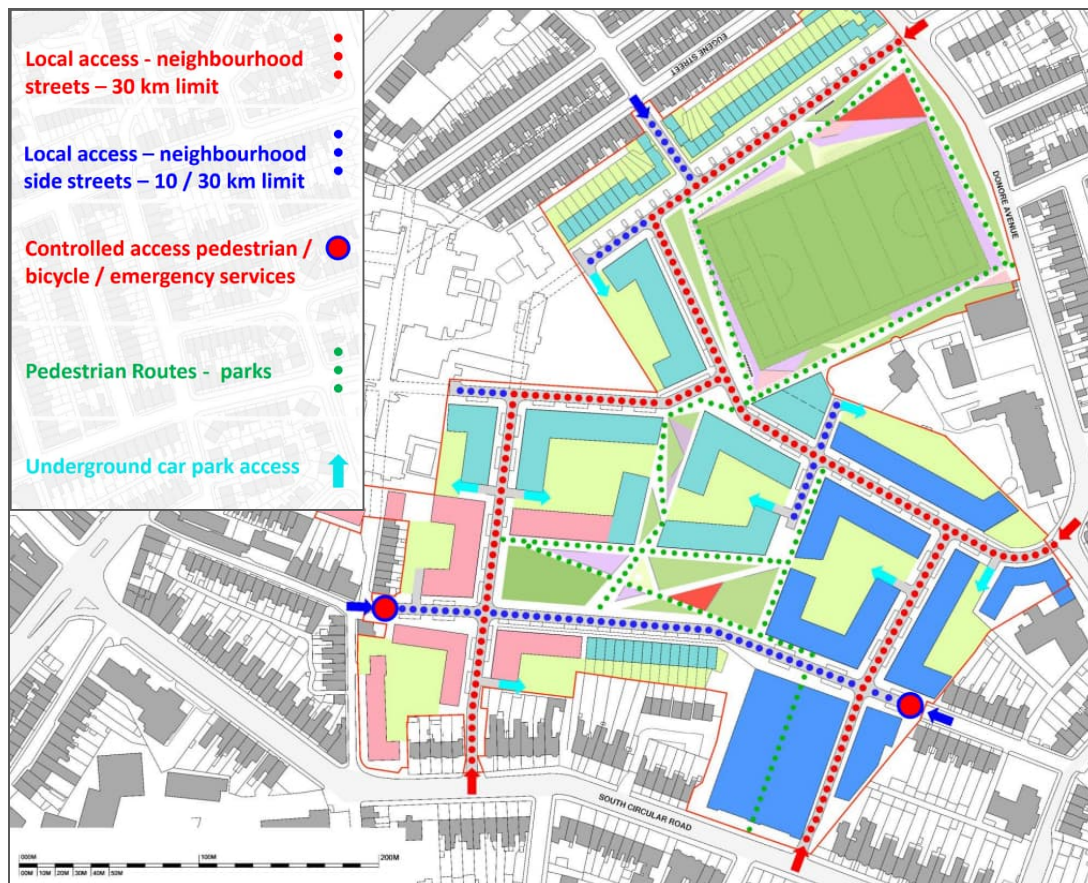 Local access - neighbourhood
streets – 30 km limit
Local access – neighbourhood
side streets – 10 / 30 km limit
Controlled access pedestrian /
bicycle / emergency services
Pedestrian Routes - parks
Underground car park access
EUGENE STREET
DONORE AVENUE
SOUTH CIRCULAR ROAD
000M 100M 200M
00M 10M 20M 30M 40M 50M